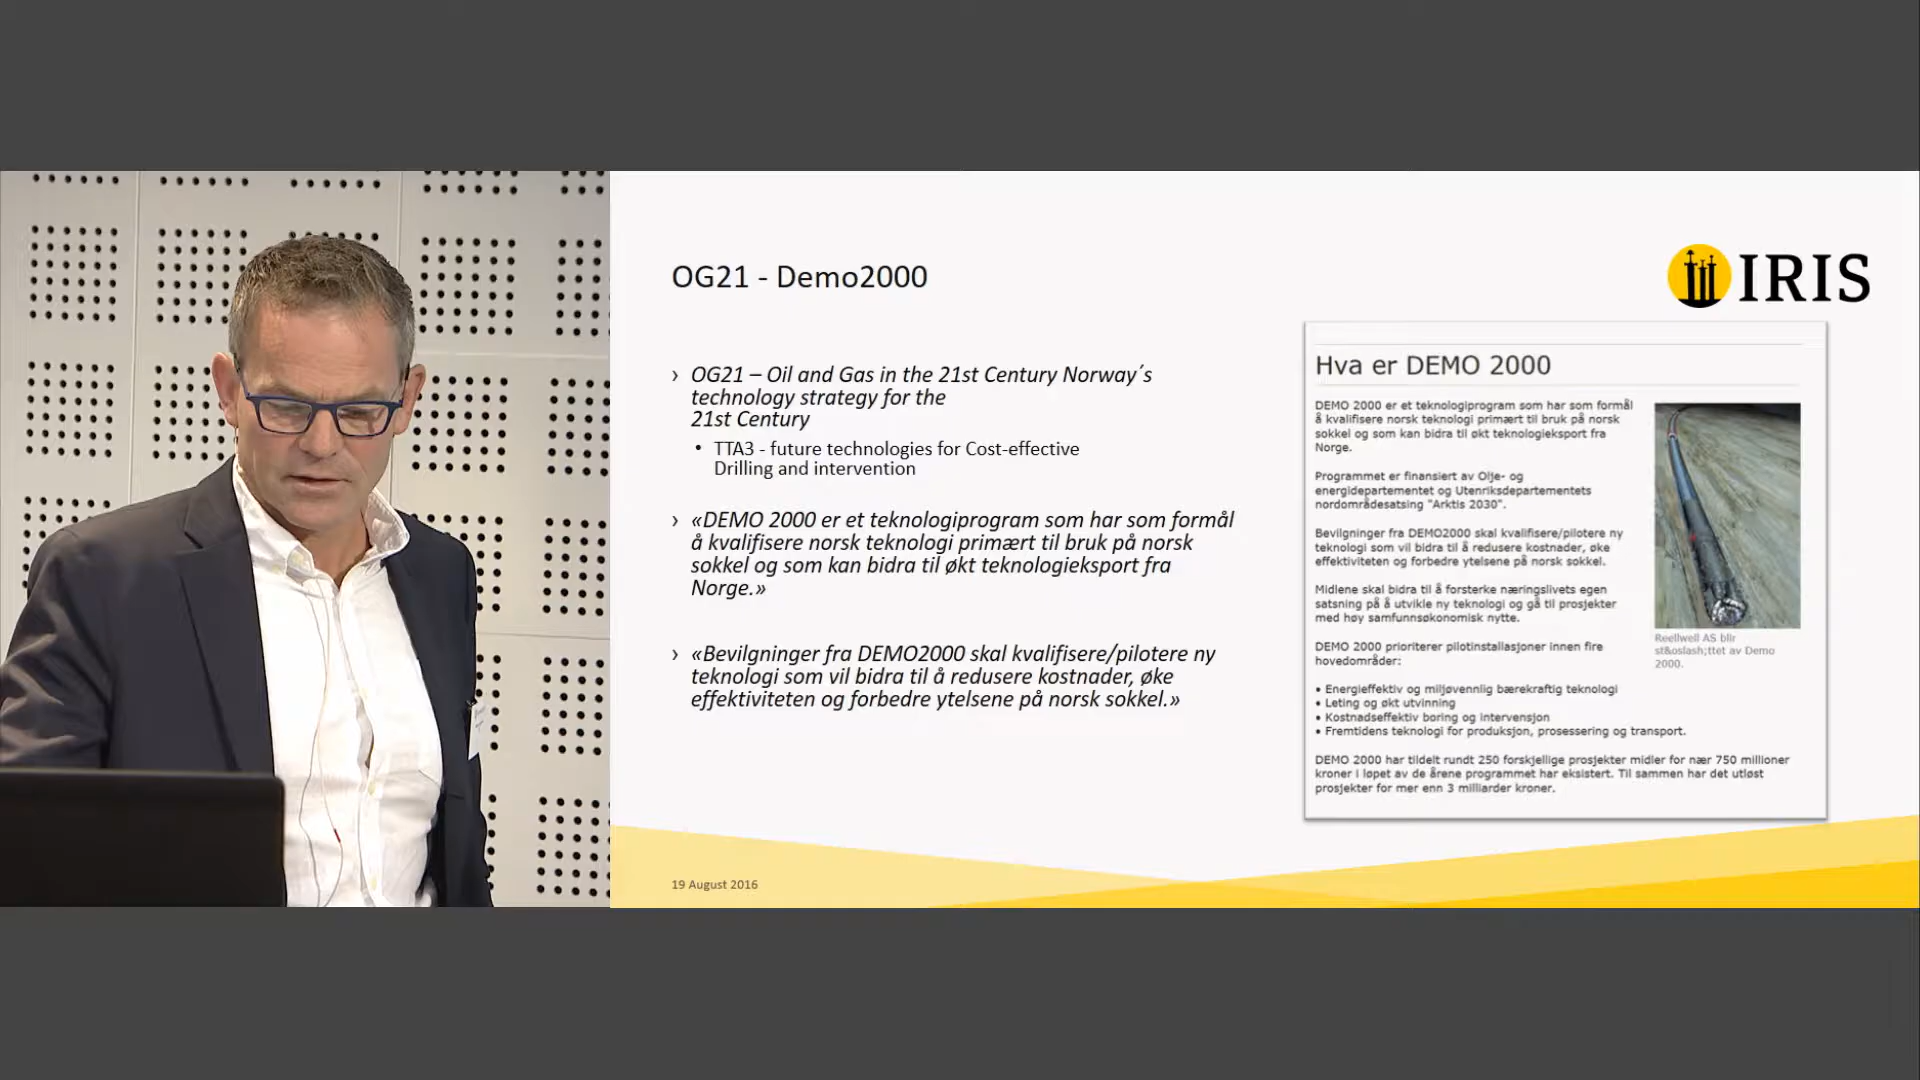 OG21 - Demo2000
IRIS
› OG21 – Oil and Gas in the 21st Century Norway´s
technology strategy for the
21st Century
• TTA3 - future technologies for Cost-effective
Drilling and intervention
› «DEMO 2000 er et teknologiprogram som har som formål
å kvalifisere norsk teknologi primært til bruk på norsk
sokkel og som kan bidra til økt teknologieksport fra
Norge.»
› «Bevilgninger fra DEMO2000 skal kvalifisere/pilotere ny
teknologi som vil bidra til å redusere kostnader, øke
effektiviteten og forbedre ytelsene på norsk sokkel.»
Hva er DEMO 2000
DEMO 2000 er et teknologiprogram som har som formål
å kvalifisere norsk teknologi primært til bruk på norsk
sokkel og som kan bidra til økt teknologieksport fra
Norge.
Programmet er finansiert av Olje- og
energidepartementet og Utenriksdepartementets
nordområdesatsing "Arktis 2030".
Bevilgninger fra DEMO2000 skal kvalifisere/pilotere ny
teknologi som vil bidra til å redusere kostnader, øke
effektiviteten og forbedre ytelsene på norsk sokkel.
Midlene skal bidra til å forsterke næringslivets egen
satsning på å utvikle ny teknologi og gå til prosjekter
med høy samfunnsøkonomisk nytte.
DEMO 2000 prioriterer pilotinstallasjoner innen fire
hovedområder:
• Energieffektiv og miljøvennlig bærekraftig teknologi
• Leting og økt utvinning
• Kostnadseffektiv boring og intervensjon
• Fremtidens teknologi for produksjon, prosessering og transport.
DEMO 2000 har tildelt rundt 250 forskjellige prosjekter midler for nær 750 millioner
kroner i løpet av de årene programmet har eksistert. Til sammen har det utløst
prosjekter for mer enn 3 milliarder kroner.
Reellwell AS blir
st&oslash;ttet av Demo
2000.
19 August 2016